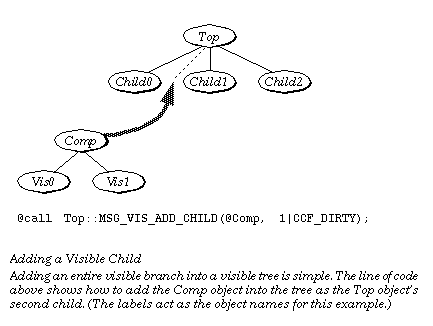 Top
Child0 Child1 Child2
Comp
Vis0 Vis1
@call Top::MSG_VIS_ADD_CHILD(@Comp, 1|CCF_DIRTY);
Adding a Visible Child
Adding an entire visible branch into a visible tree is simple. The line of code
above shows how to add the Comp object into the tree as the Top object's
second child. (The labels act as the object names for this example.)